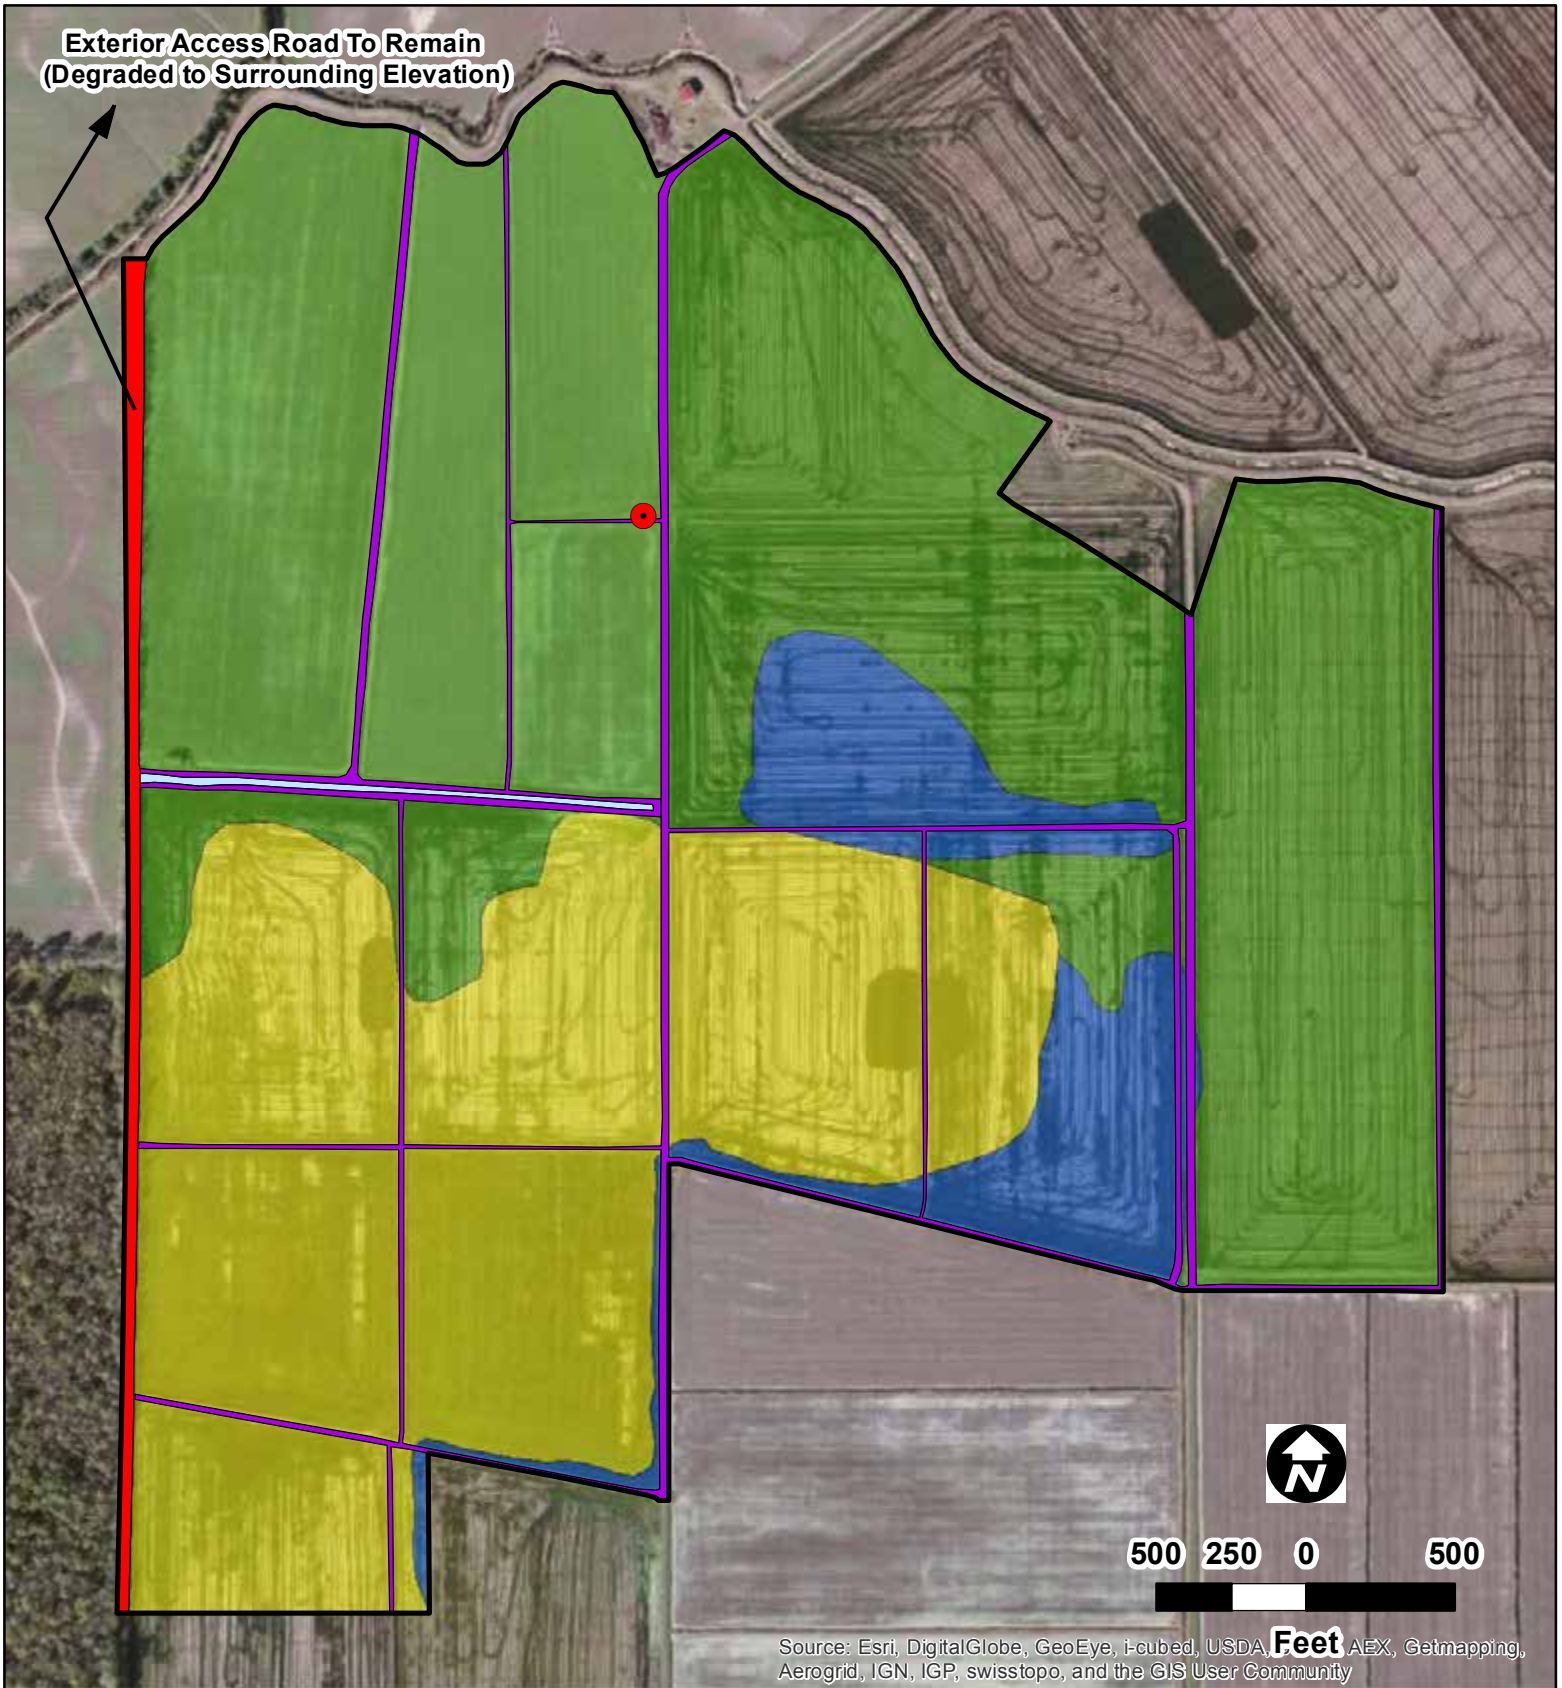 Exterior Access Road To Remain
(Degraded to Surrounding Elevation)
N
500 250 0 500
Feet
Source: Esri, DigitalGlobe, GeoEye, i-cubed, USDA, AEX, Getmapping,
Aerogrid, IGN, IGP, swisstopo, and the GIS User Community